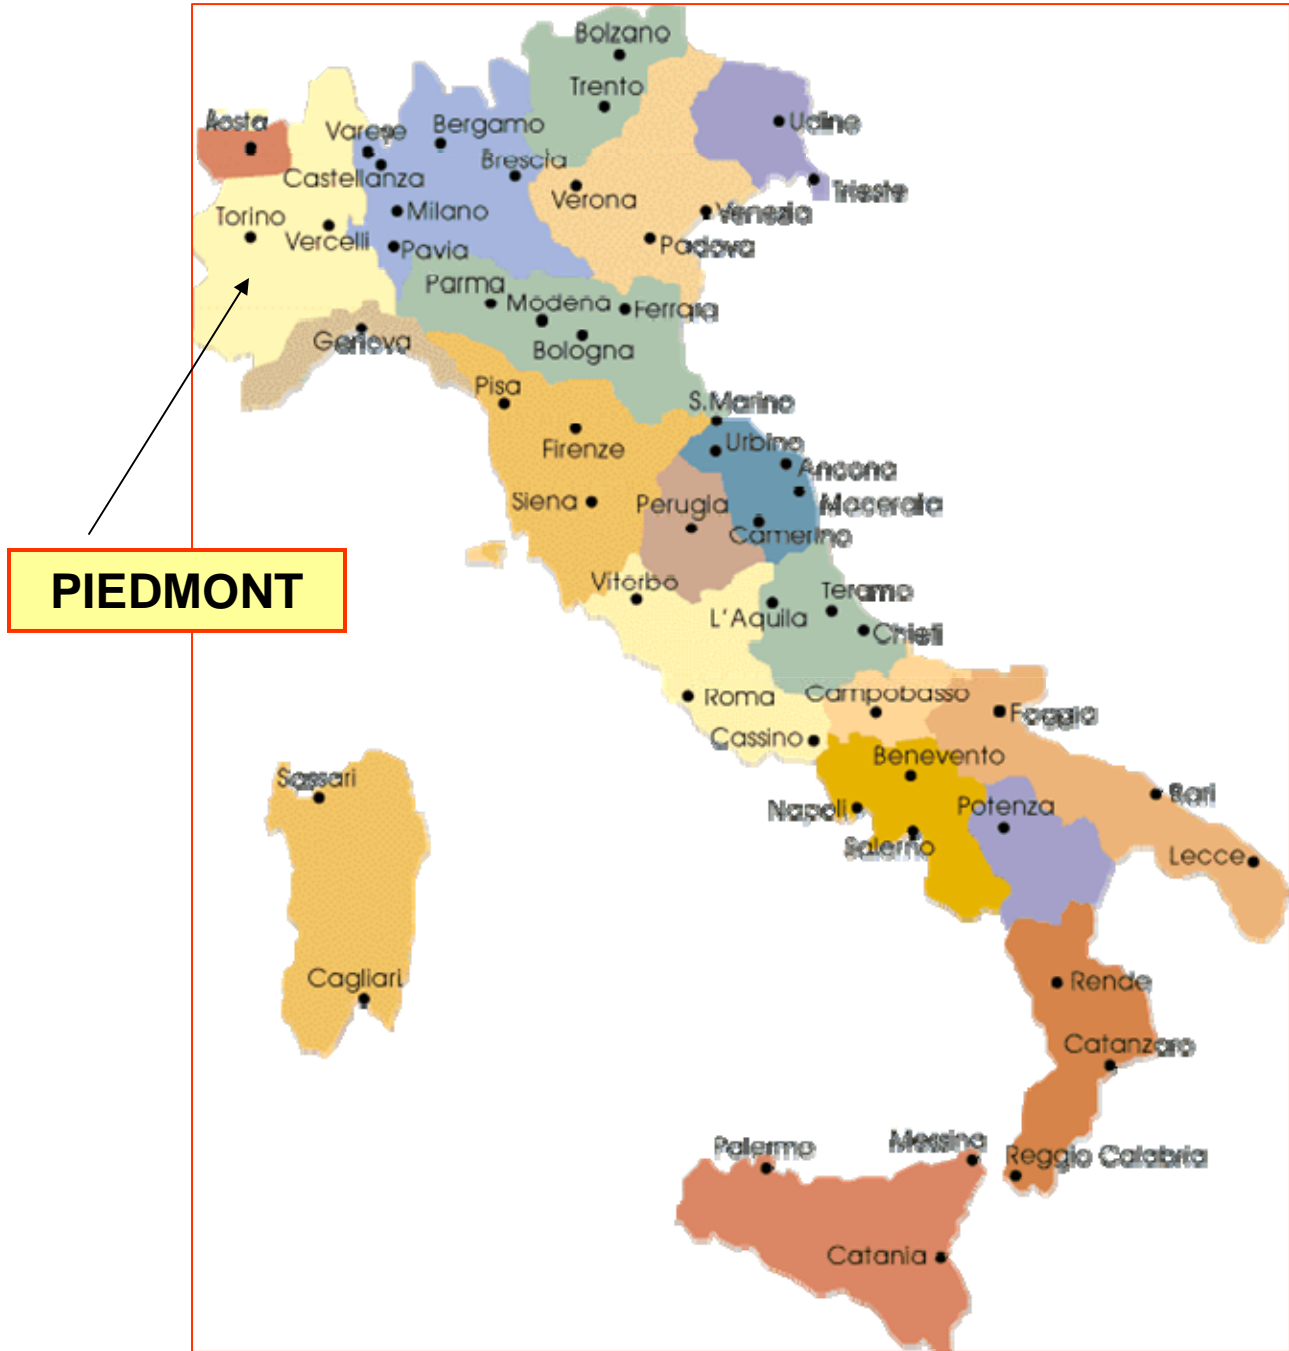 Bolzano
Trento
Aosta
Udine
Varese
Bergamo
Brescia
Castellanza
Verona
Trieste
Torino
Milano
Venezia
Vercelli
Pavia
Padova
Parma
Modena
Ferrara
Genova
Bologna
Pisa
S.Marino
Firenze
Urbino
Ancona
Siena
Perugia
Macerata
Camerino
PIEDMONT
Viterbo
Teramo
L'Aquila
Chieti
Roma
Campobasso
Foggia
Cassino
Benevento
Sassari
Bari
Napoli
Potenza
Salerno
Lecce
Cagliari
Rende
Catanzaro
Palermo
Messina
Reggio Calabria
Catania